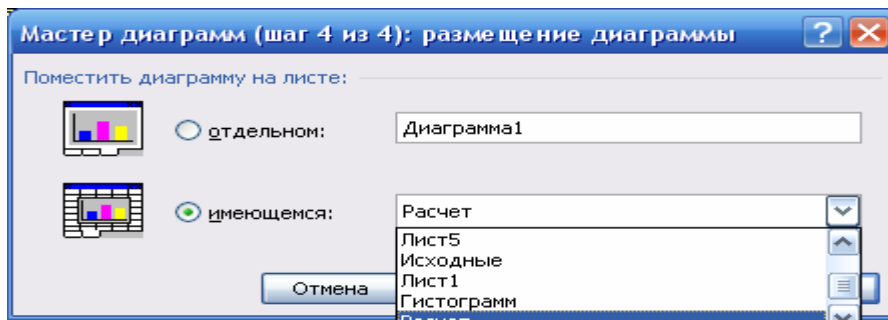 Мастер диаграмм (шаг 4 из 4): размещение диаграммы
Поместить диаграмму на листе:
отдельном: Диаграмма1
имеющемся: Расчет
Лист5
Исходные
Лист1
Отмена
Гистограмм
Расчет